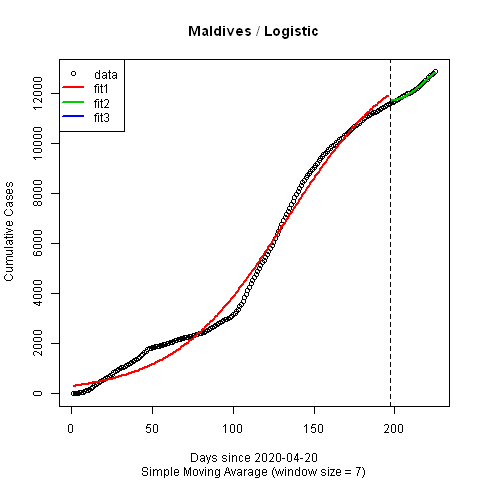 Maldives / Logistic
data
fit1
fit2
fit3
Cumulative Cases
12000
10000
8000
6000
4000
2000
0
0 50 100 150 200
Days since 2020-04-20
Simple Moving Avarage (window size = 7)